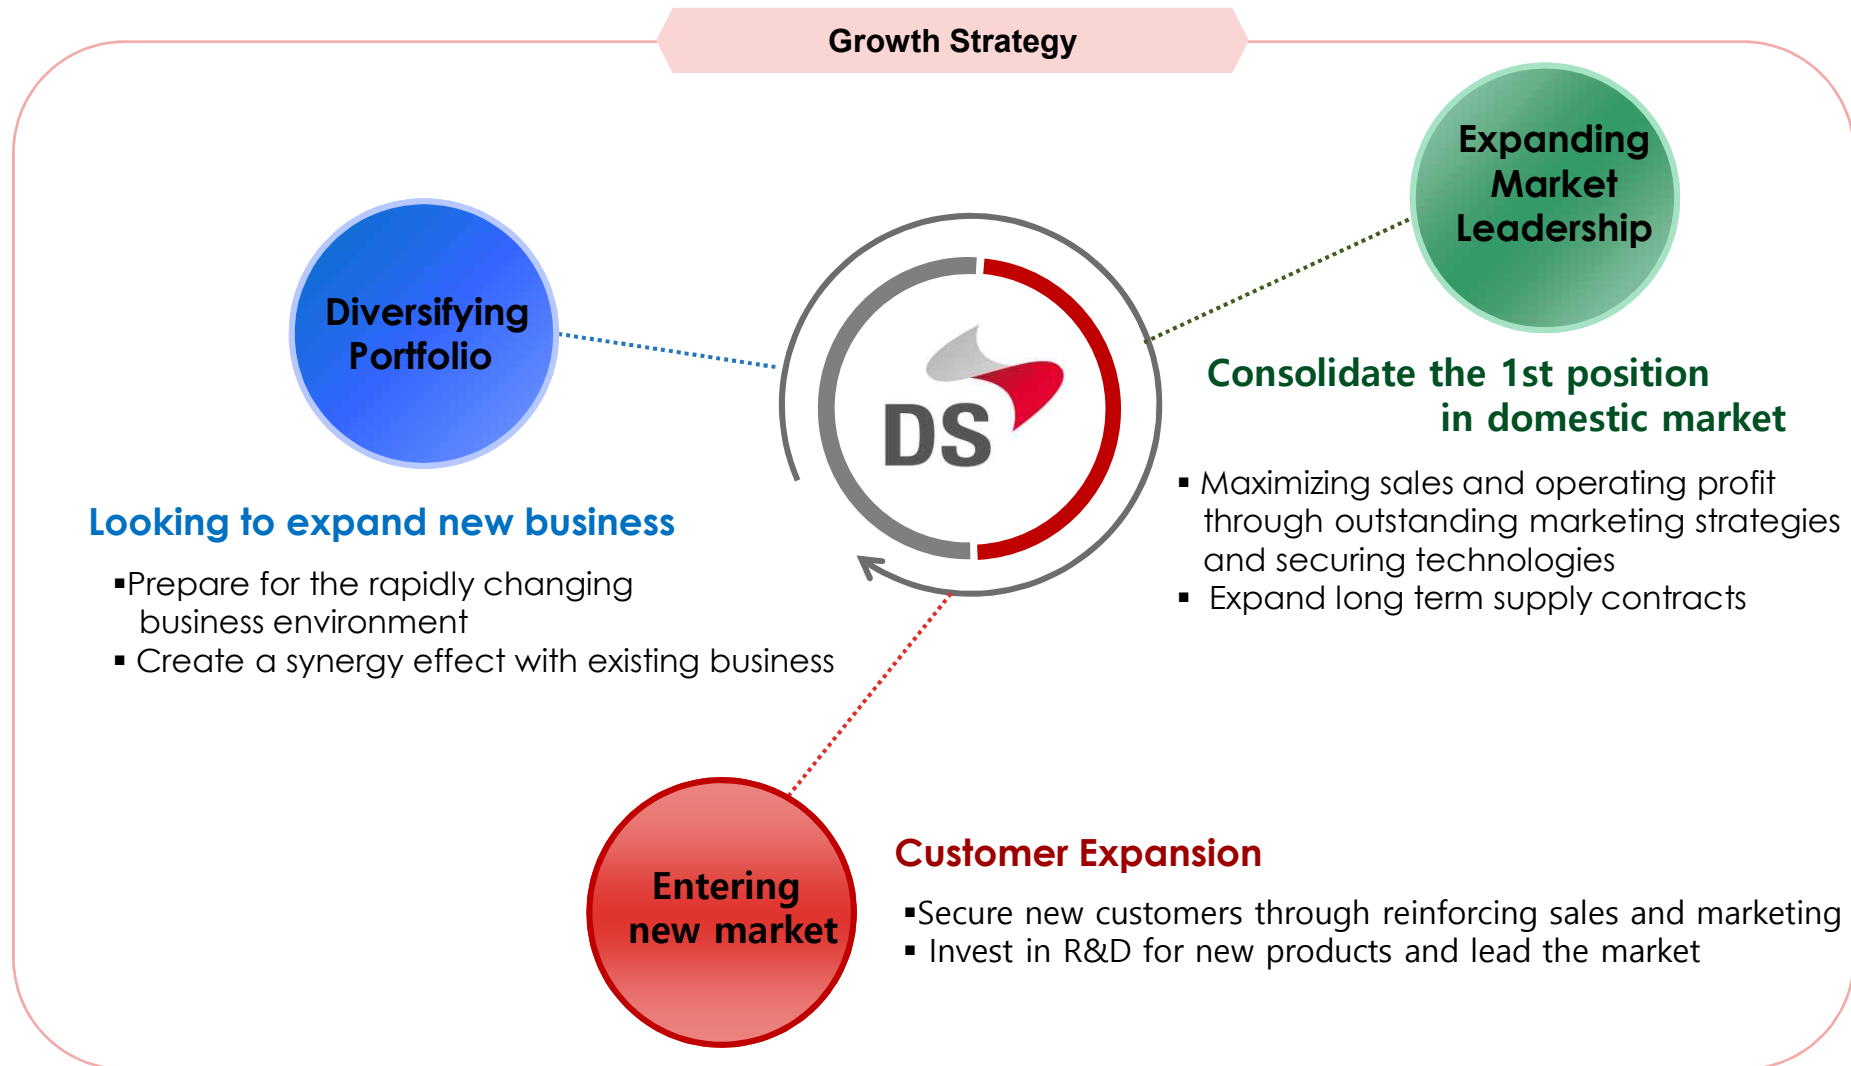 Growth Strategy
Diversifying
Portfolio
Looking to expand new business
▪Prepare for the rapidly changing
business environment
▪ Create a synergy effect with existing business
DS
Expanding
Market
Leadership
Consolidate the 1st position
in domestic market
▪ Maximizing sales and operating profit
through outstanding marketing strategies
and securing technologies
▪ Expand long term supply contracts
Entering
new market
Customer Expansion
▪Secure new customers through reinforcing sales and marketing
▪ Invest in R&D for new products and lead the market